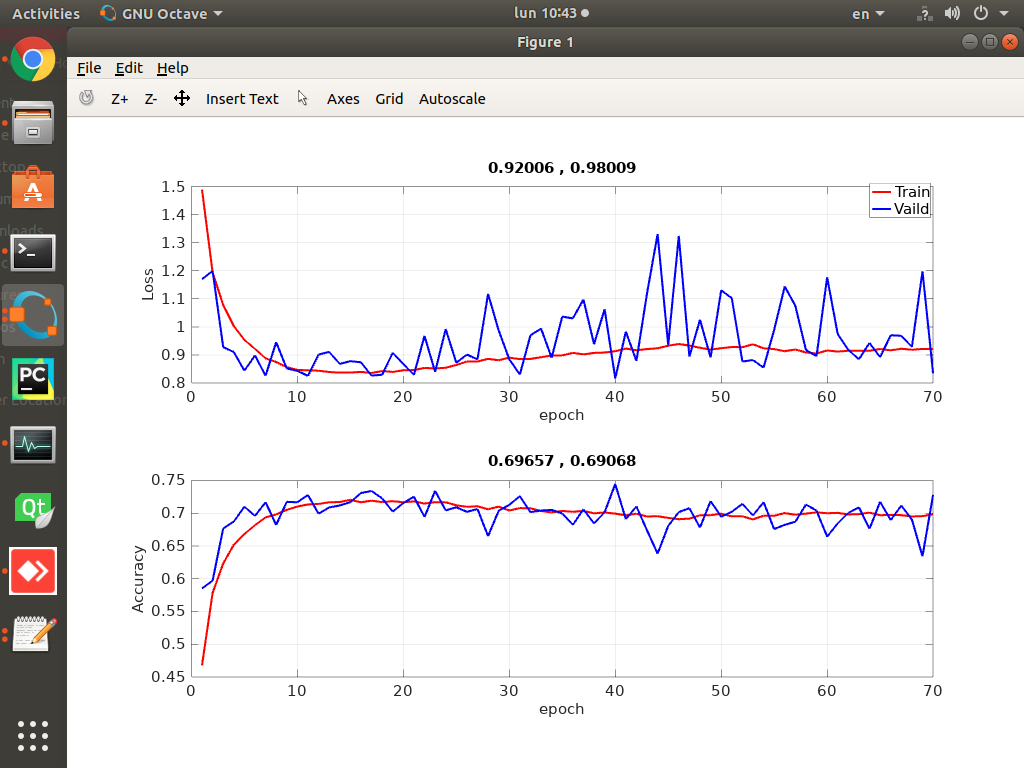 Activities GNU Octave lun 10:43 en
Figure 1
File Edit Help
Z+ Z- Insert Text Axes Grid Autoscale
0.92006 , 0.98009
1.5
1.4
1.3
1.2
1.1
1
0.9
0.8
Loss
Train
Vaild
0 10 20 30 40 50 60 70
epoch
0.69657 , 0.69068
0.75
0.7
0.65
0.6
0.55
0.5
0.45
Accuracy
0 10 20 30 40 50 60 70
epoch
PC
Qt